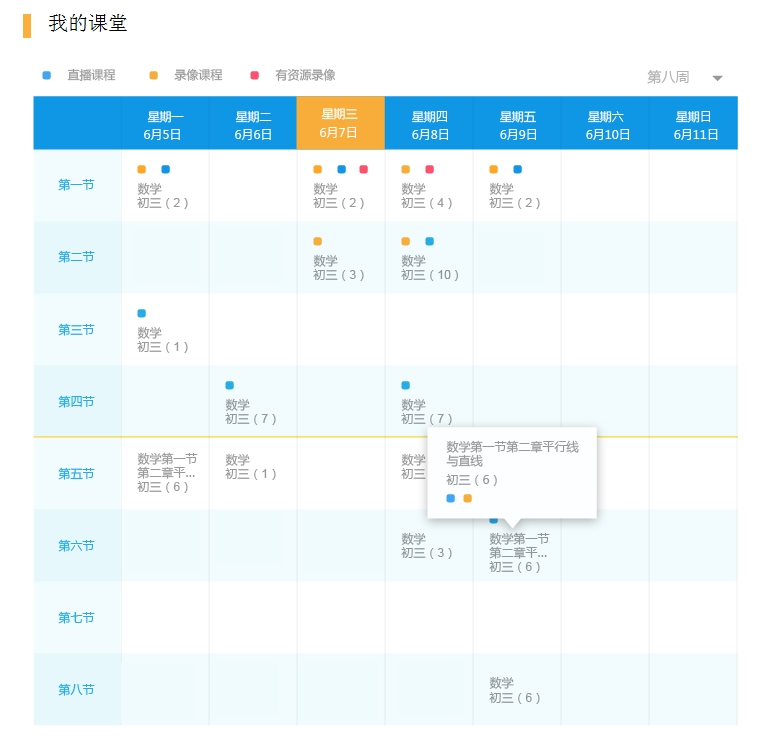 我的课堂
直播课程 录像课程 有资源录像 第八周
星期一 星期二 星期三 星期四 星期五 星期六 星期日
6月5日 6月6日 6月7日 6月8日 6月9日 6月10日 6月11日
第一节
数学 数学 数学 数学
初三（2） 初三（2） 初三（4） 初三（2）
第二节
数学 数学
初三（3） 初三（10）
第三节
数学
初三（1）
第四节
数学 数学
初三（7） 初三（7）
数学第一节第二章平行线
与直线
初三（6）
第五节
数学第一节 数学 数学
第二章平...
初三（6） 初三（1） 初三
第六节
数学 数学第一节
第二章平...
初三（3） 初三（6）
第七节
第八节
数学
初三（6）